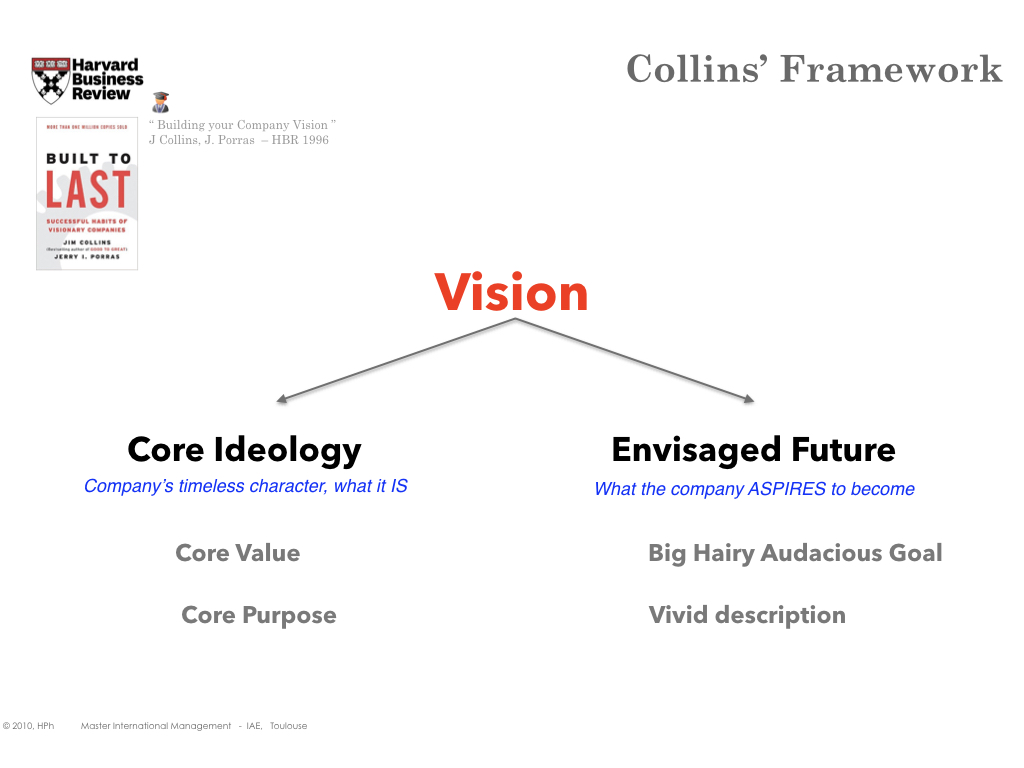 Collins’ Framework
Harvard
Business
Review
“ Building your Company Vision ”
J Collins, J. Porras – HBR 1996
MORE THAN ONE MILLION COPIES SOLD
BUILT TO
LAST
SUCCESSFUL HABITS OF
VISIONARY COMPANIES
JIM COLLINS
(Bestselling author of GOOD TO GREAT)
JERRY I. PORRAS
Vision
Core Ideology
Envisaged Future
Company’s timeless character, what it IS
What the company ASPIRES to become
Core Value
Big Hairy Audacious Goal
Core Purpose
Vivid description
© 2010, HPh Master International Management - IAE, Toulouse